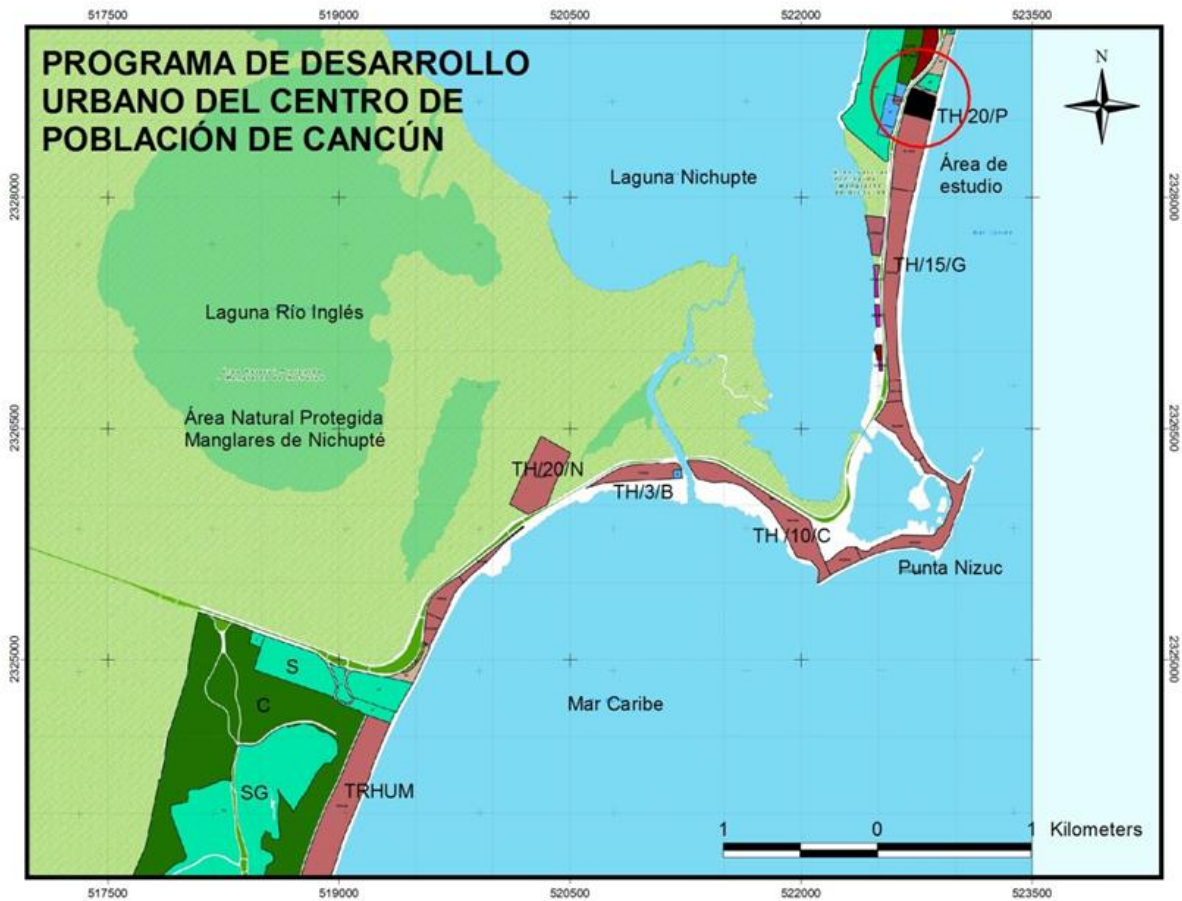 517500 519000 520500 522000 523500
PROGRAMA DE DESARROLLO
URBANO DEL CENTRO DE
POBLACIÓN DE CANCÚN
N
TH 20/P
Área de
estudio
Laguna Nichupte
2328000
2328000
TH/15/G
Laguna Río Inglés
Área Natural Protegida
Manglares de Nichupté
2326500
2326500
TH/20/N
TH/3/B
TH /10/C
Punta Nizuc
2325000
2325000
S
C
Mar Caribe
SG
TRHUM
1 0 1 Kilometers
517500 519000 520500 522000 523500